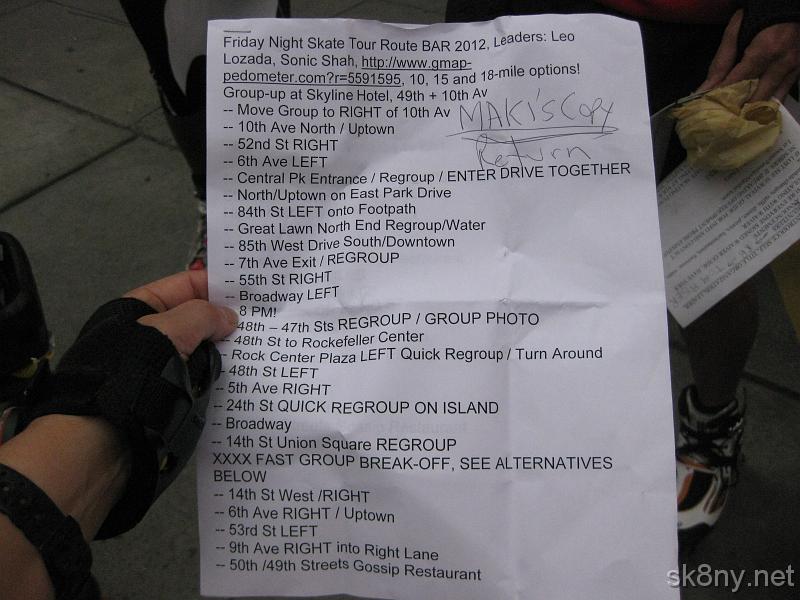 Friday Night Skate Tour Route BAR 2012, Leaders: Leo
Lozada, Sonic Shah, http://www.gmap-
pedometer.com?r=5591595, 10, 15 and 18-mile options!
Group-up at Skyline Hotel, 49th + 10th Av
-- Move Group to RIGHT of 10th Av
MAKI'S COPY
Return
-- 10th Ave North / Uptown
-- 52nd St RIGHT
-- 6th Ave LEFT
-- Central Pk Entrance / Regroup / ENTER DRIVE TOGETHER
-- North/Uptown on East Park Drive
-- 84th St LEFT onto Footpath
-- Great Lawn North End Regroup/Water
-- 85th West Drive South/Downtown
-- 7th Ave Exit / REGROUP
-- 55th St RIGHT
-- Broadway LEFT
8 PM!
-- 48th – 47th Sts REGROUP / GROUP PHOTO
-- 48th St to Rockefeller Center
- Rock Center Plaza LEFT Quick Regroup / Turn Around
-- 48th St LEFT
-- 5th Ave RIGHT
-- 24th St QUICK REGROUP ON ISLAND
-- Broadway
-- 14th St Union Square REGROUP
XXXX FAST GROUP BREAK-OFF, SEE ALTERNATIVES
BELOW
-- 14th St West /RIGHT
-- 6th Ave RIGHT / Uptown
-- 53rd St LEFT
-- 9th Ave RIGHT into Right Lane
-- 50th /49th Streets Gossip Restaurant
sk8ny.net